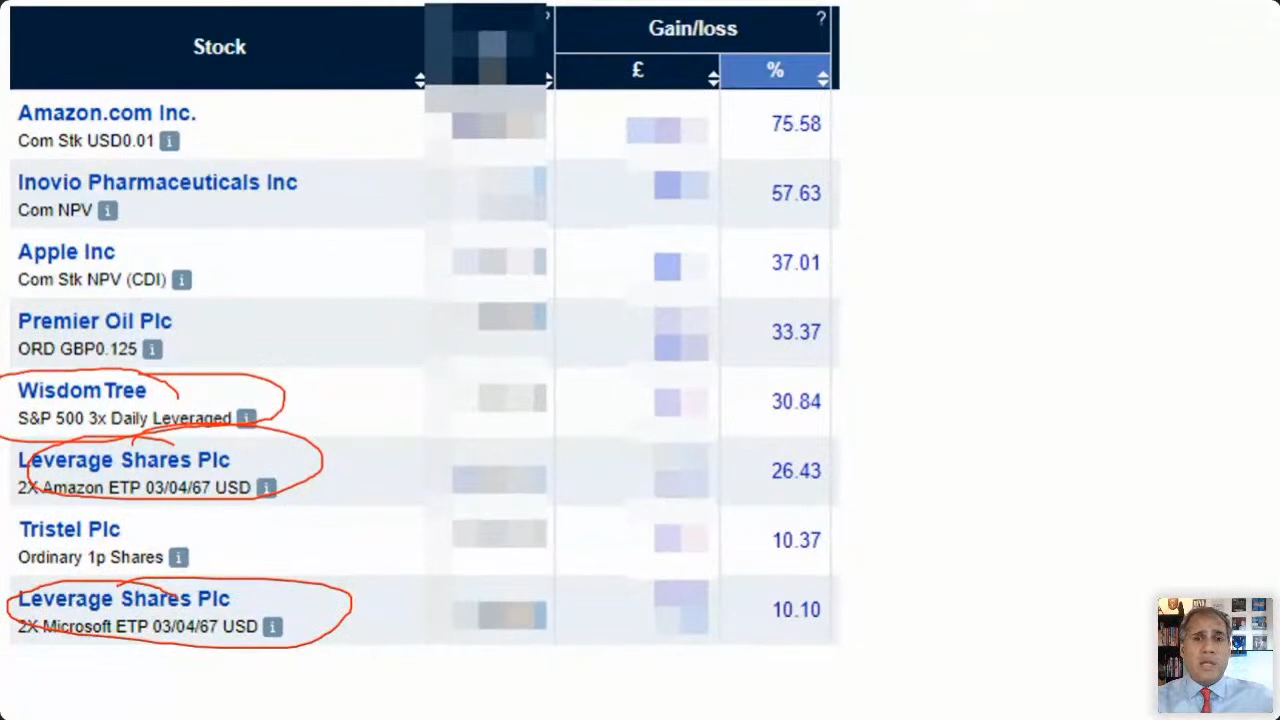 Stock
?
Gain/loss
?
£
%
Amazon.com Inc.
Com Stk USD0.01 i
75.58
Inovio Pharmaceuticals Inc
Com NPV i
57.63
Apple Inc
Com Stk NPV (CDI) i
37.01
Premier Oil Plc
ORD GBP0.125 i
33.37
WisdomTree
S&P 500 3x Daily Leveraged i
30.84
Leverage Shares Plc
2X Amazon ETP 03/04/67 USD i
26.43
Tristel Plc
Ordinary 1p Shares i
10.37
Leverage Shares Plc
2X Microsoft ETP 03/04/67 USD i
10.10